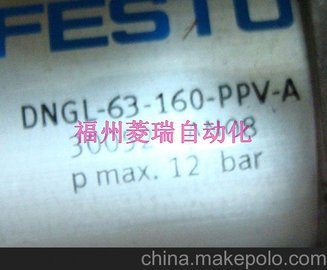 FESTO
DNGL-63-160-PPV-A
福州菱瑞自动化
p max. 12 bar
china.makepolo.com